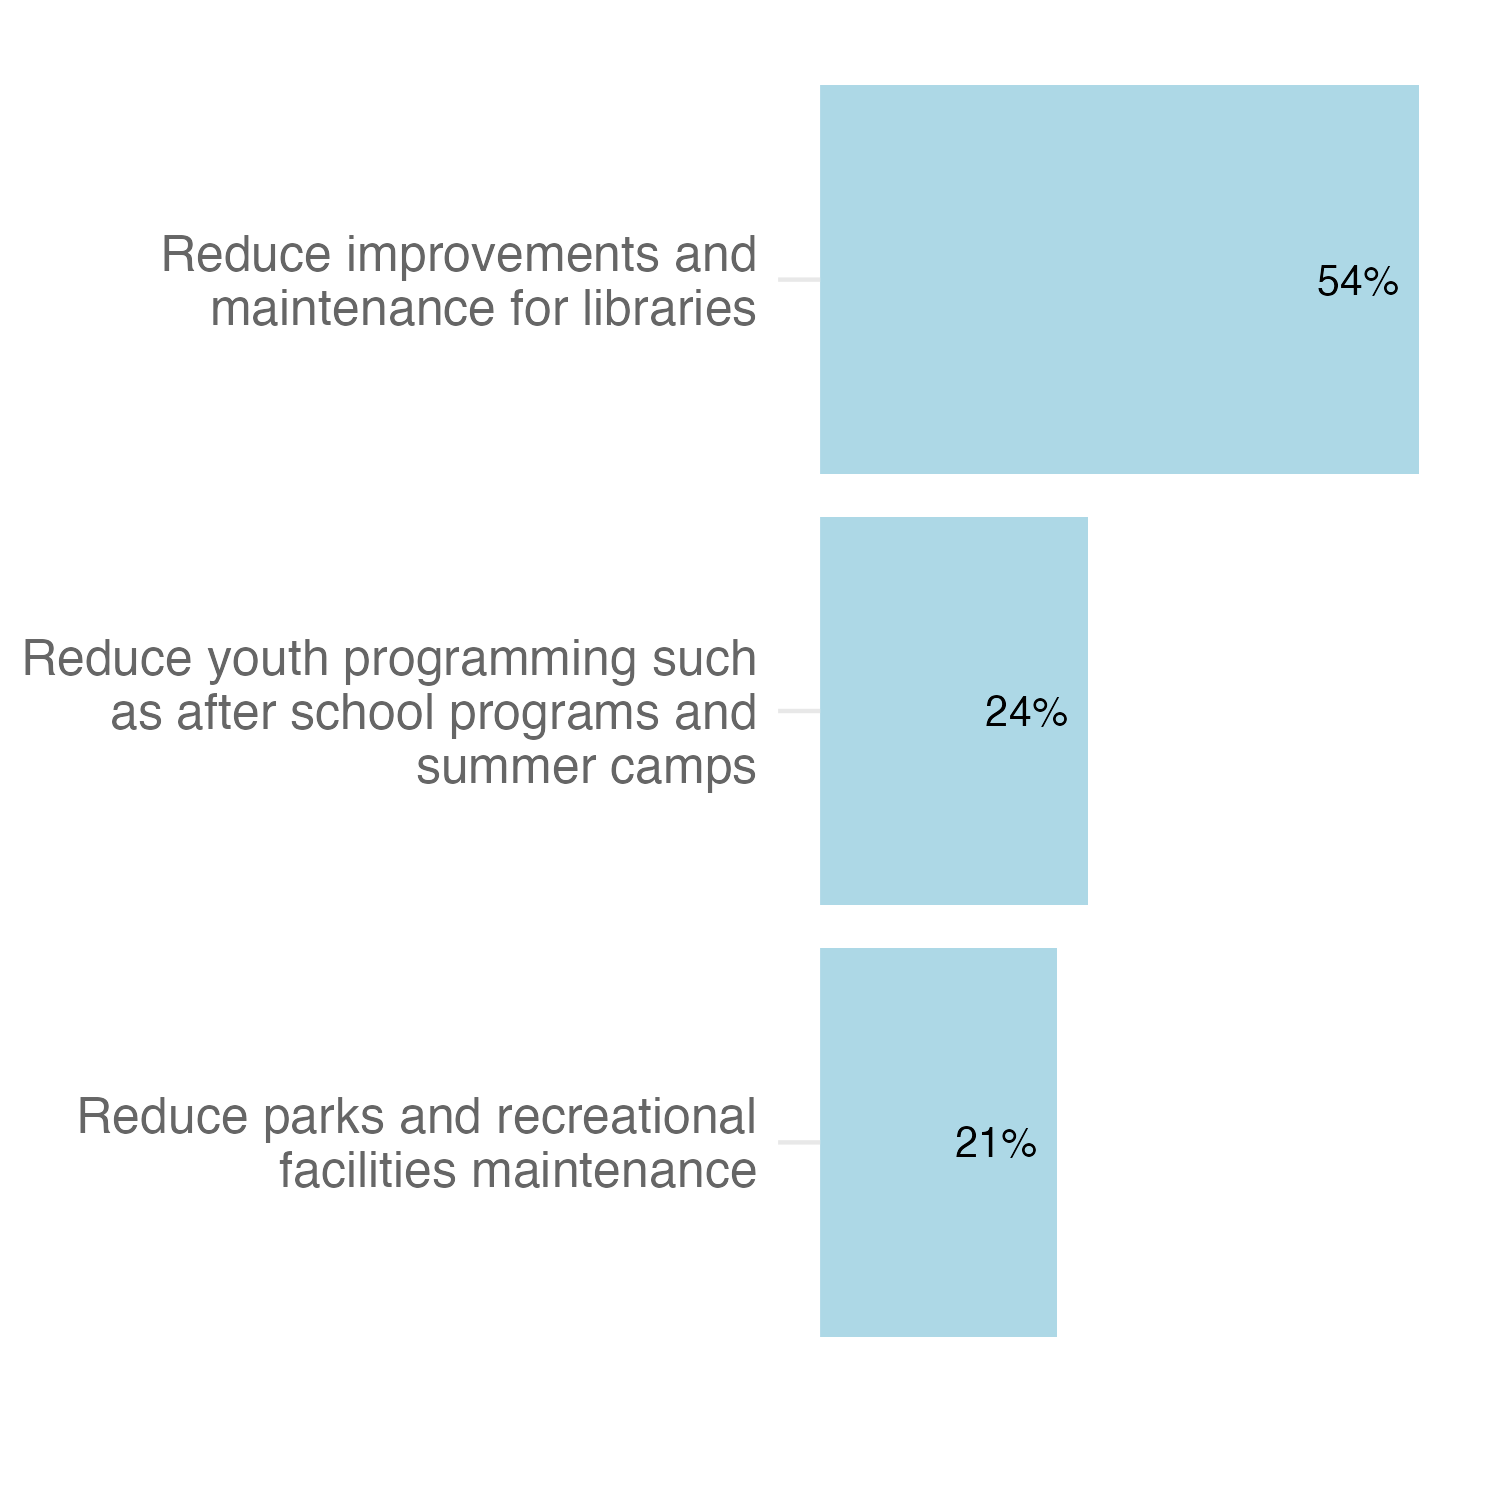 Reduce improvements and
maintenance for libraries
54%
Reduce youth programming such
as after school programs and
summer camps
24%
Reduce parks and recreational
facilities maintenance
21%